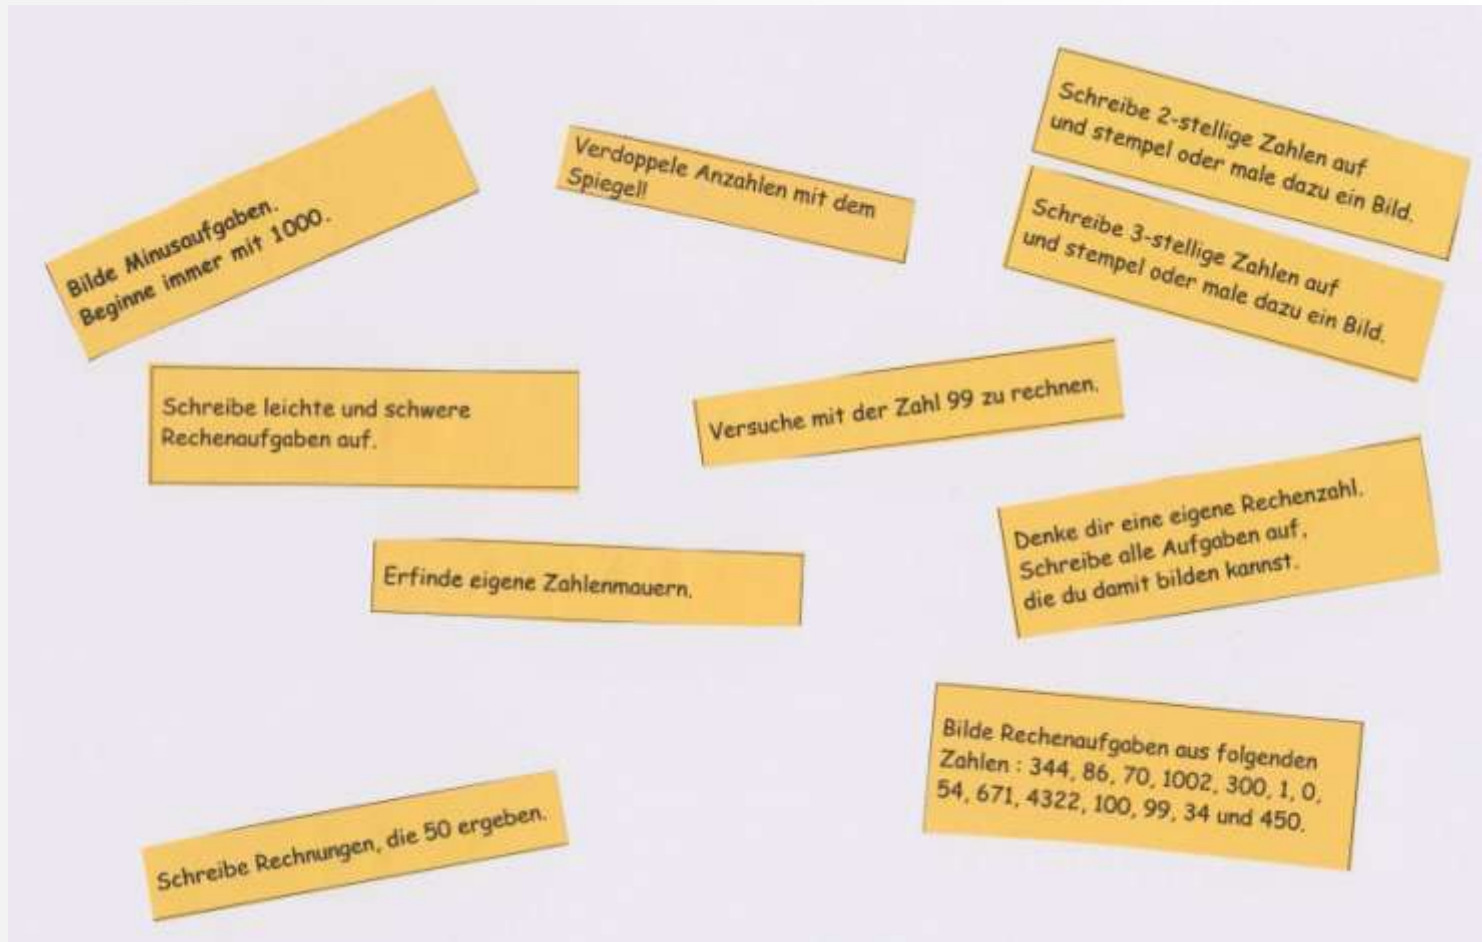 Bilde Minusaufgaben.
Beginne immer mit 1000.
Verdoppele Anzahlen mit dem
Spiegel!
Schreibe 2-stellige Zahlen auf
und stempel oder male dazu ein Bild.
Schreibe 3-stellige Zahlen auf
und stempel oder male dazu ein Bild.
Schreibe leichte und schwere
Rechenaufgaben auf.
Versuche mit der Zahl 99 zu rechnen.
Erfinde eigene Zahlenmauern.
Denke dir eine eigene Rechenzahl.
Schreibe alle Aufgaben auf,
die du damit bilden kannst.
Bilde Rechenaufgaben aus folgenden
Zahlen : 344, 86, 70, 1002, 300, 1, 0,
54, 671, 4322, 100, 99, 34 und 450.
Schreibe Rechnungen, die 50 ergeben.